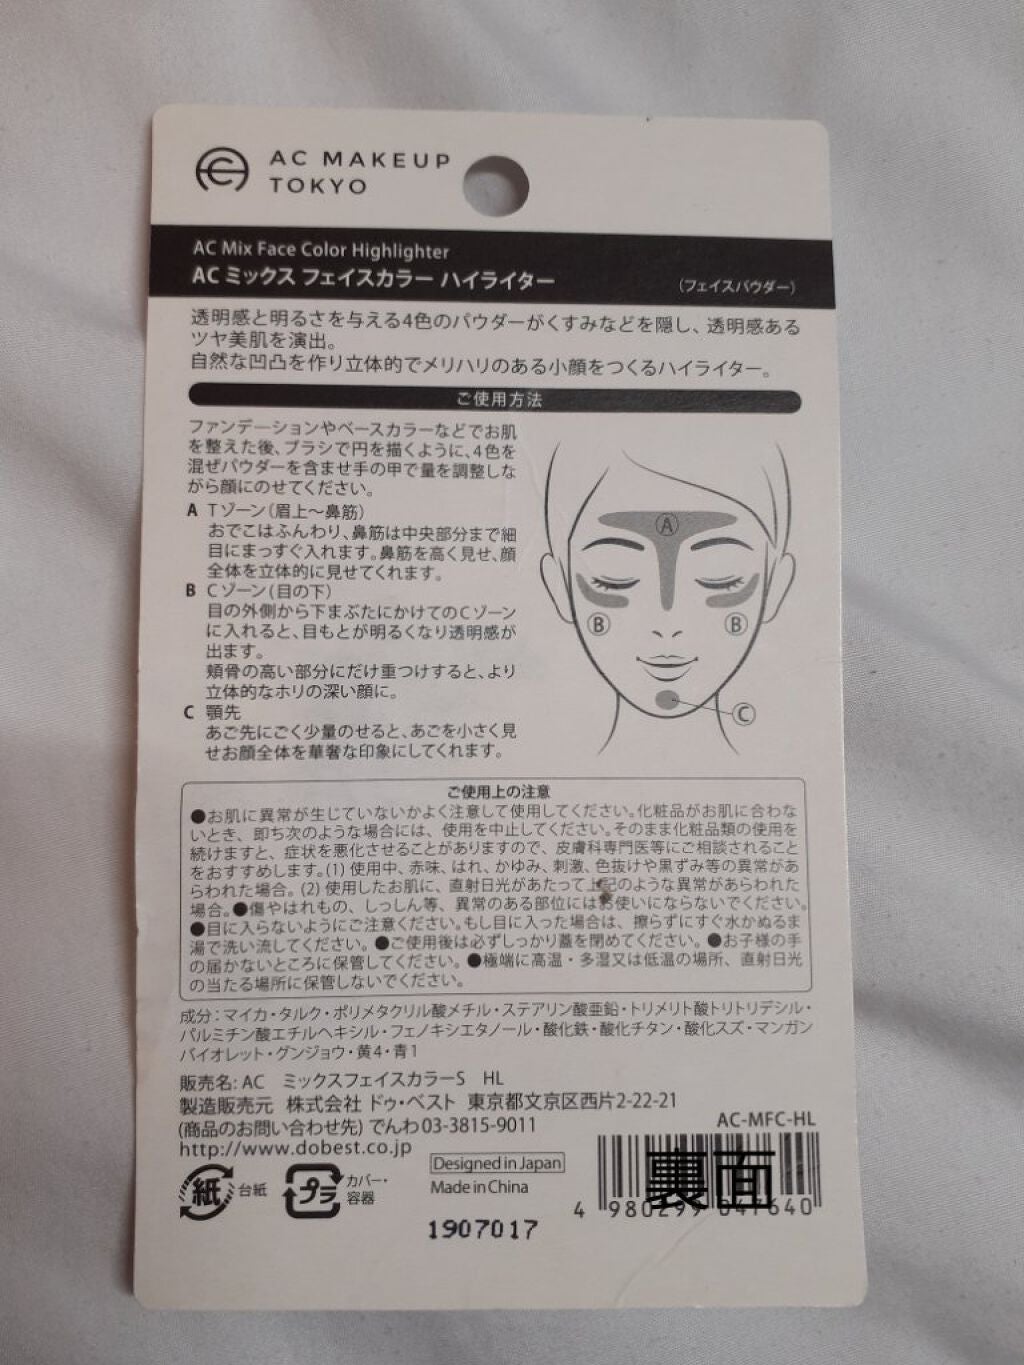 AC MAKEUP
TOKYO
AC Mix Face Color Highlighter
AC ミックス フェイスカラー ハイライター
（フェイスパウダー）
透明感と明るさを与える4色のパウダーがくすみなどを隠し、透明感ある
ツヤ美肌を演出。
自然な凹凸を作り立体的でメリハリのある小顔をつくるハイライター。
ご使用方法
ファンデーションやベースカラーなどでお肌
を整えた後、ブラシで円を描くように、4色を
混ぜパウダーを含ませ手の甲で量を調整しな
がら顔にのせてください。
A Tゾーン（眉上〜鼻筋）
おでこはふんわり、鼻筋は中央部分まで細
目にまっすぐ入れます。鼻筋を高く見せ、顔
全体を立体的に見せてくれます。
B Cゾーン（目の下）
目の外側から下まぶたにかけてのCゾーン
に入れると、目もとが明るくなり透明感が
出ます。
頬骨の高い部分にだけ重つけすると、より
立体的なホリの深い顔に。
C 顎先
あご先にごく少量のせると、あごを小さく見
せお顔全体を華奢な印象にしてくれます。
A
B
B
C
ご使用上の注意
●お肌に異常が生じていないかよく注意して使用してください。化粧品がお肌に合わな
いとき、即ち次のような場合には、使用を中止してください。そのまま化粧品類の使用を
続けますと、症状を悪化させることがありますので、皮膚科専門医等にご相談されること
をおすすめします。(1) 使用中、赤味、はれ、かゆみ、刺激、色抜けや黒ずみ等の異常があ
らわれた場合。(2) 使用したお肌に、直射日光があたって上記のような異常があらわれた
場合。●傷やはれもの、しっしん等、異常のある部位にはお使いにならないでください。
●目に入らないようにご注意ください。もし目に入った場合は、擦らずにすぐ水かぬるま
湯で洗い流してください。●ご使用後は必ずしっかり蓋を閉めてください。●お子様の手
の届かないところに保管してください。●極端に高温・多湿又は低温の場所、直射日光
の当たる場所に保管しないでください。
成分：マイカ・タルク・ポリメタクリル酸メチル・ステアリン酸亜鉛・トリメリト酸トリトリデシル・
パルミチン酸エチルヘキシル・フェノキシエタノール・酸化鉄・酸化チタン・酸化スズ・マンガン
バイオレット・グンジョウ・黄4・青1
販売名: AC ミックスフェイスカラーS HL
製造販売元 株式会社 ドゥ・ベスト 東京都文京区西片2-22-21
(商品のお問い合わせ先) でんわ 03-3815-9011
http://www.dobest.co.jp
AC-MFC-HL
紙 台紙
プラ カバー・
容器
Designed in Japan
Made in China
1907017
裏面
4 980299 047640